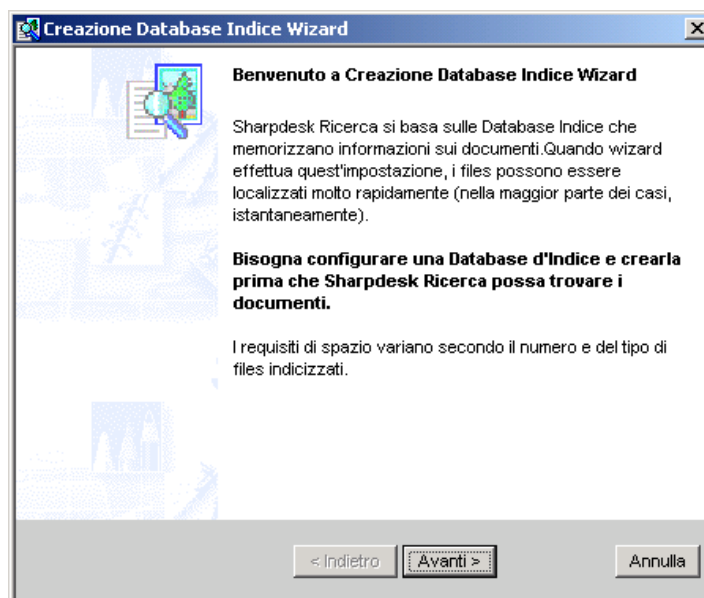 Creazione Database Indice Wizard
Benvenuto a Creazione Database Indice Wizard
Sharpdesk Ricerca si basa sulle Database Indice che
memorizzano informazioni sui documenti.Quando wizard
effettua quest'impostazione, i files possono essere
localizzati molto rapidamente (nella maggior parte dei casi,
istantaneamente).
Bisogna configurare una Database d'Indice e crearla
prima che Sharpdesk Ricerca possa trovare i
documenti.
I requisiti di spazio variano secondo il numero e del tipo di
files indicizzati.
< Indietro Avanti > Annulla